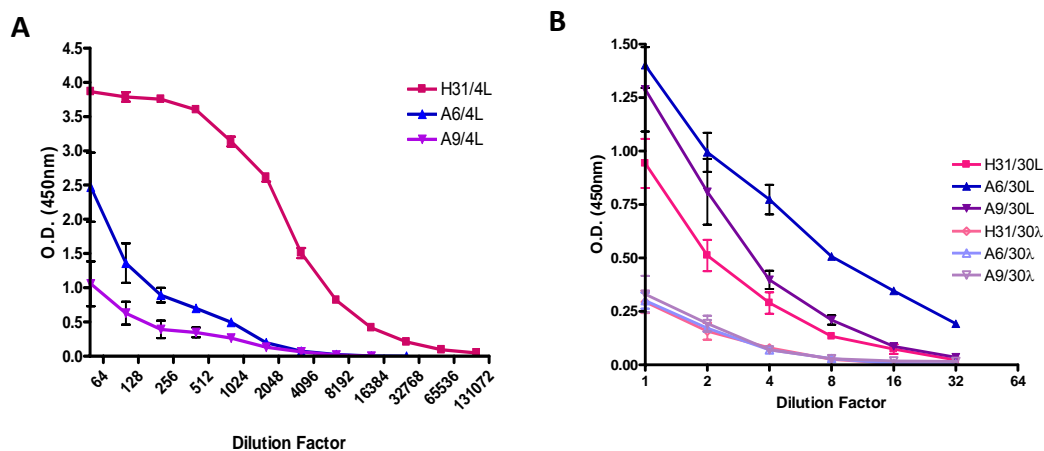 A
O.D. (450nm)
4.5
4.0
3.5
3.0
2.5
2.0
1.5
1.0
0.5
0.0
64
128
256
512
1024
2048
4096
8192
16384
32768
65536
131072
Dilution Factor
H31/4L
A6/4L
A9/4L
B
O.D. (450nm)
1.50
1.25
1.00
0.75
0.50
0.25
0.00
1
2
4
8
16
32
64
Dilution Factor
H31/30L
A6/30L
A9/30L
H31/30λ
A6/30λ
A9/30λ